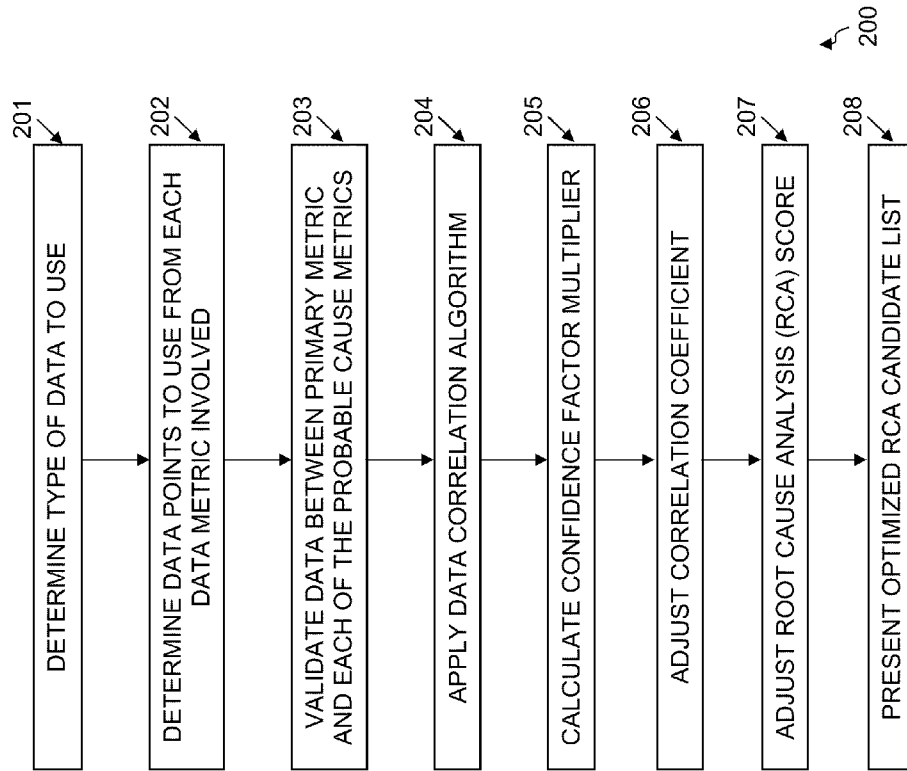 201
DETERMINE TYPE OF DATA TO USE
202
DETERMINE DATA POINTS TO USE FROM EACH
DATA METRIC INVOLVED
203
VALIDATE DATA BETWEEN PRIMARY METRIC
AND EACH OF THE PROBABLE CAUSE METRICS
204
APPLY DATA CORRELATION ALGORITHM
205
CALCULATE CONFIDENCE FACTOR MULTIPLIER
206
ADJUST CORRELATION COEFFICIENT
207
ADJUST ROOT CAUSE ANALYSIS (RCA) SCORE
208
PRESENT OPTIMIZED RCA CANDIDATE LIST
200